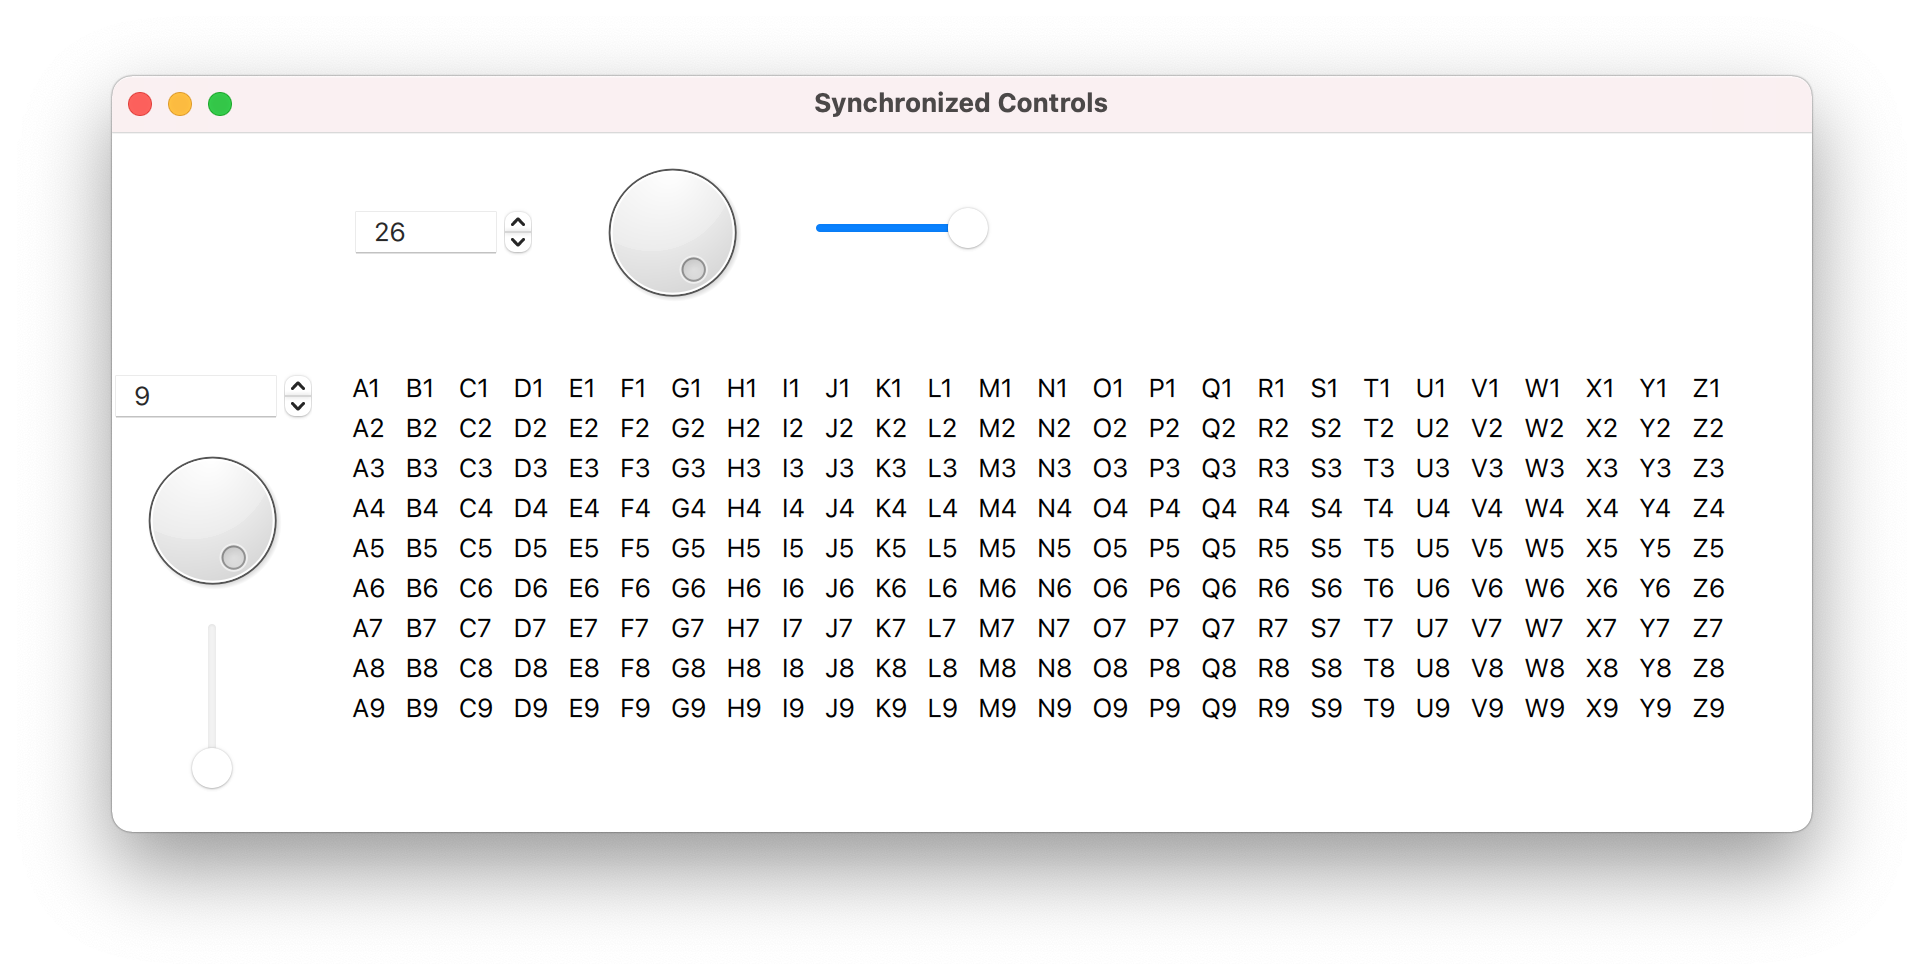 Synchronized Controls
26
9
A1 B1 C1 D1 E1 F1 G1 H1 I1 J1 K1 L1 M1 N1 O1 P1 Q1 R1 S1 T1 U1 V1 W1 X1 Y1 Z1
A2 B2 C2 D2 E2 F2 G2 H2 I2 J2 K2 L2 M2 N2 O2 P2 Q2 R2 S2 T2 U2 V2 W2 X2 Y2 Z2
A3 B3 C3 D3 E3 F3 G3 H3 I3 J3 K3 L3 M3 N3 O3 P3 Q3 R3 S3 T3 U3 V3 W3 X3 Y3 Z3
A4 B4 C4 D4 E4 F4 G4 H4 I4 J4 K4 L4 M4 N4 O4 P4 Q4 R4 S4 T4 U4 V4 W4 X4 Y4 Z4
A5 B5 C5 D5 E5 F5 G5 H5 I5 J5 K5 L5 M5 N5 O5 P5 Q5 R5 S5 T5 U5 V5 W5 X5 Y5 Z5
A6 B6 C6 D6 E6 F6 G6 H6 I6 J6 K6 L6 M6 N6 O6 P6 Q6 R6 S6 T6 U6 V6 W6 X6 Y6 Z6
A7 B7 C7 D7 E7 F7 G7 H7 I7 J7 K7 L7 M7 N7 O7 P7 Q7 R7 S7 T7 U7 V7 W7 X7 Y7 Z7
A8 B8 C8 D8 E8 F8 G8 H8 I8 J8 K8 L8 M8 N8 O8 P8 Q8 R8 S8 T8 U8 V8 W8 X8 Y8 Z8
A9 B9 C9 D9 E9 F9 G9 H9 I9 J9 K9 L9 M9 N9 O9 P9 Q9 R9 S9 T9 U9 V9 W9 X9 Y9 Z9